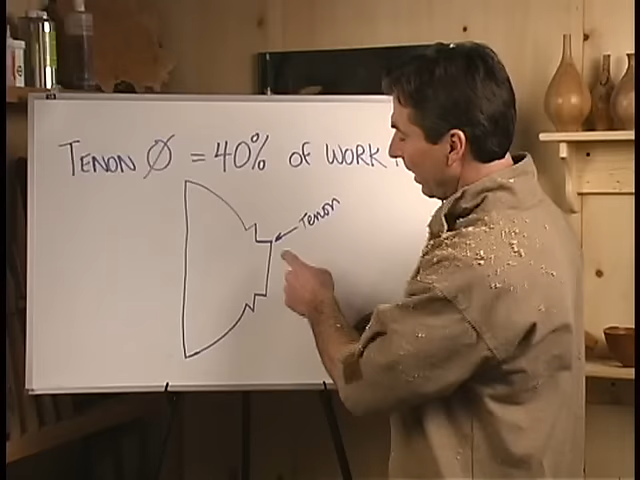 TENON Ø = 40% OF WORK
Tenon